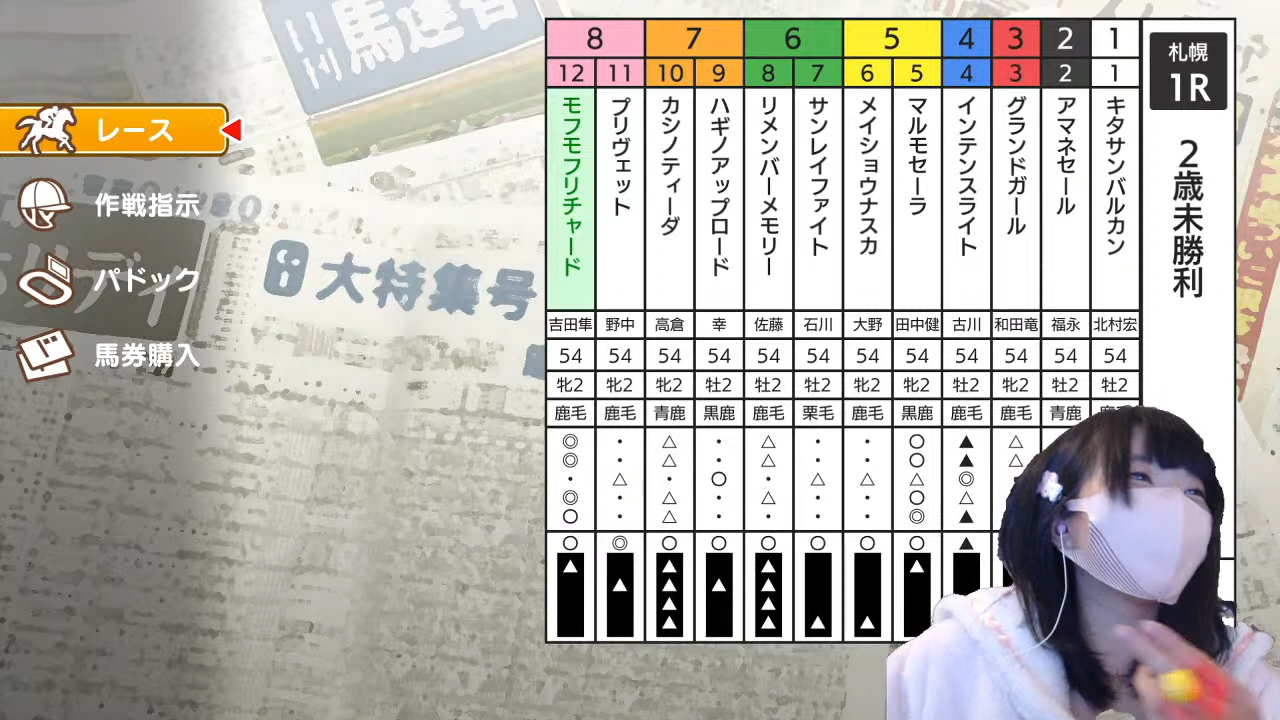 日刊馬連者
レース
作戦指示
大特集号
パドック
馬券購入
8 7 6 5 4 3 2 1
12 11 10 9 8 7 6 5 4 3 2 1
札幌
1R
2歳未勝利
モフモフリチャード プリヴェット カシノティーダ ハギノアップロード リメンバーメモリー サンレイファイト メイショウナスカ マルモセーラ インテンスライト グランドガール アマネセール キタサンバルカン
吉田隼 野中 高倉 幸 佐藤 石川 大野 田中健 古川 和田竜 福永 北村宏
54 54 54 54 54 54 54 54 54 54 54 54
牝2 牝2 牝2 牡2 牡2 牡2 牝2 牝2 牡2 牝2 牡2 牡2
鹿毛 鹿毛 青鹿 黒鹿 鹿毛 栗毛 鹿毛 黒鹿 鹿毛 鹿毛 青鹿
◎ ・ △ ・ △ ・ ・ ○ ▲ △
◎ ・ △ ・ △ ・ ・ ○ ▲ △
・ △ ・ ○ ・ △ △ △ ◎
◎ ・ △ ・ △ ・ ・ ○ △
○ ・ △ ・ ・ ・ ・ ◎ ▲
○ ◎ ○ ○ ○ ○ ○ ○ ▲